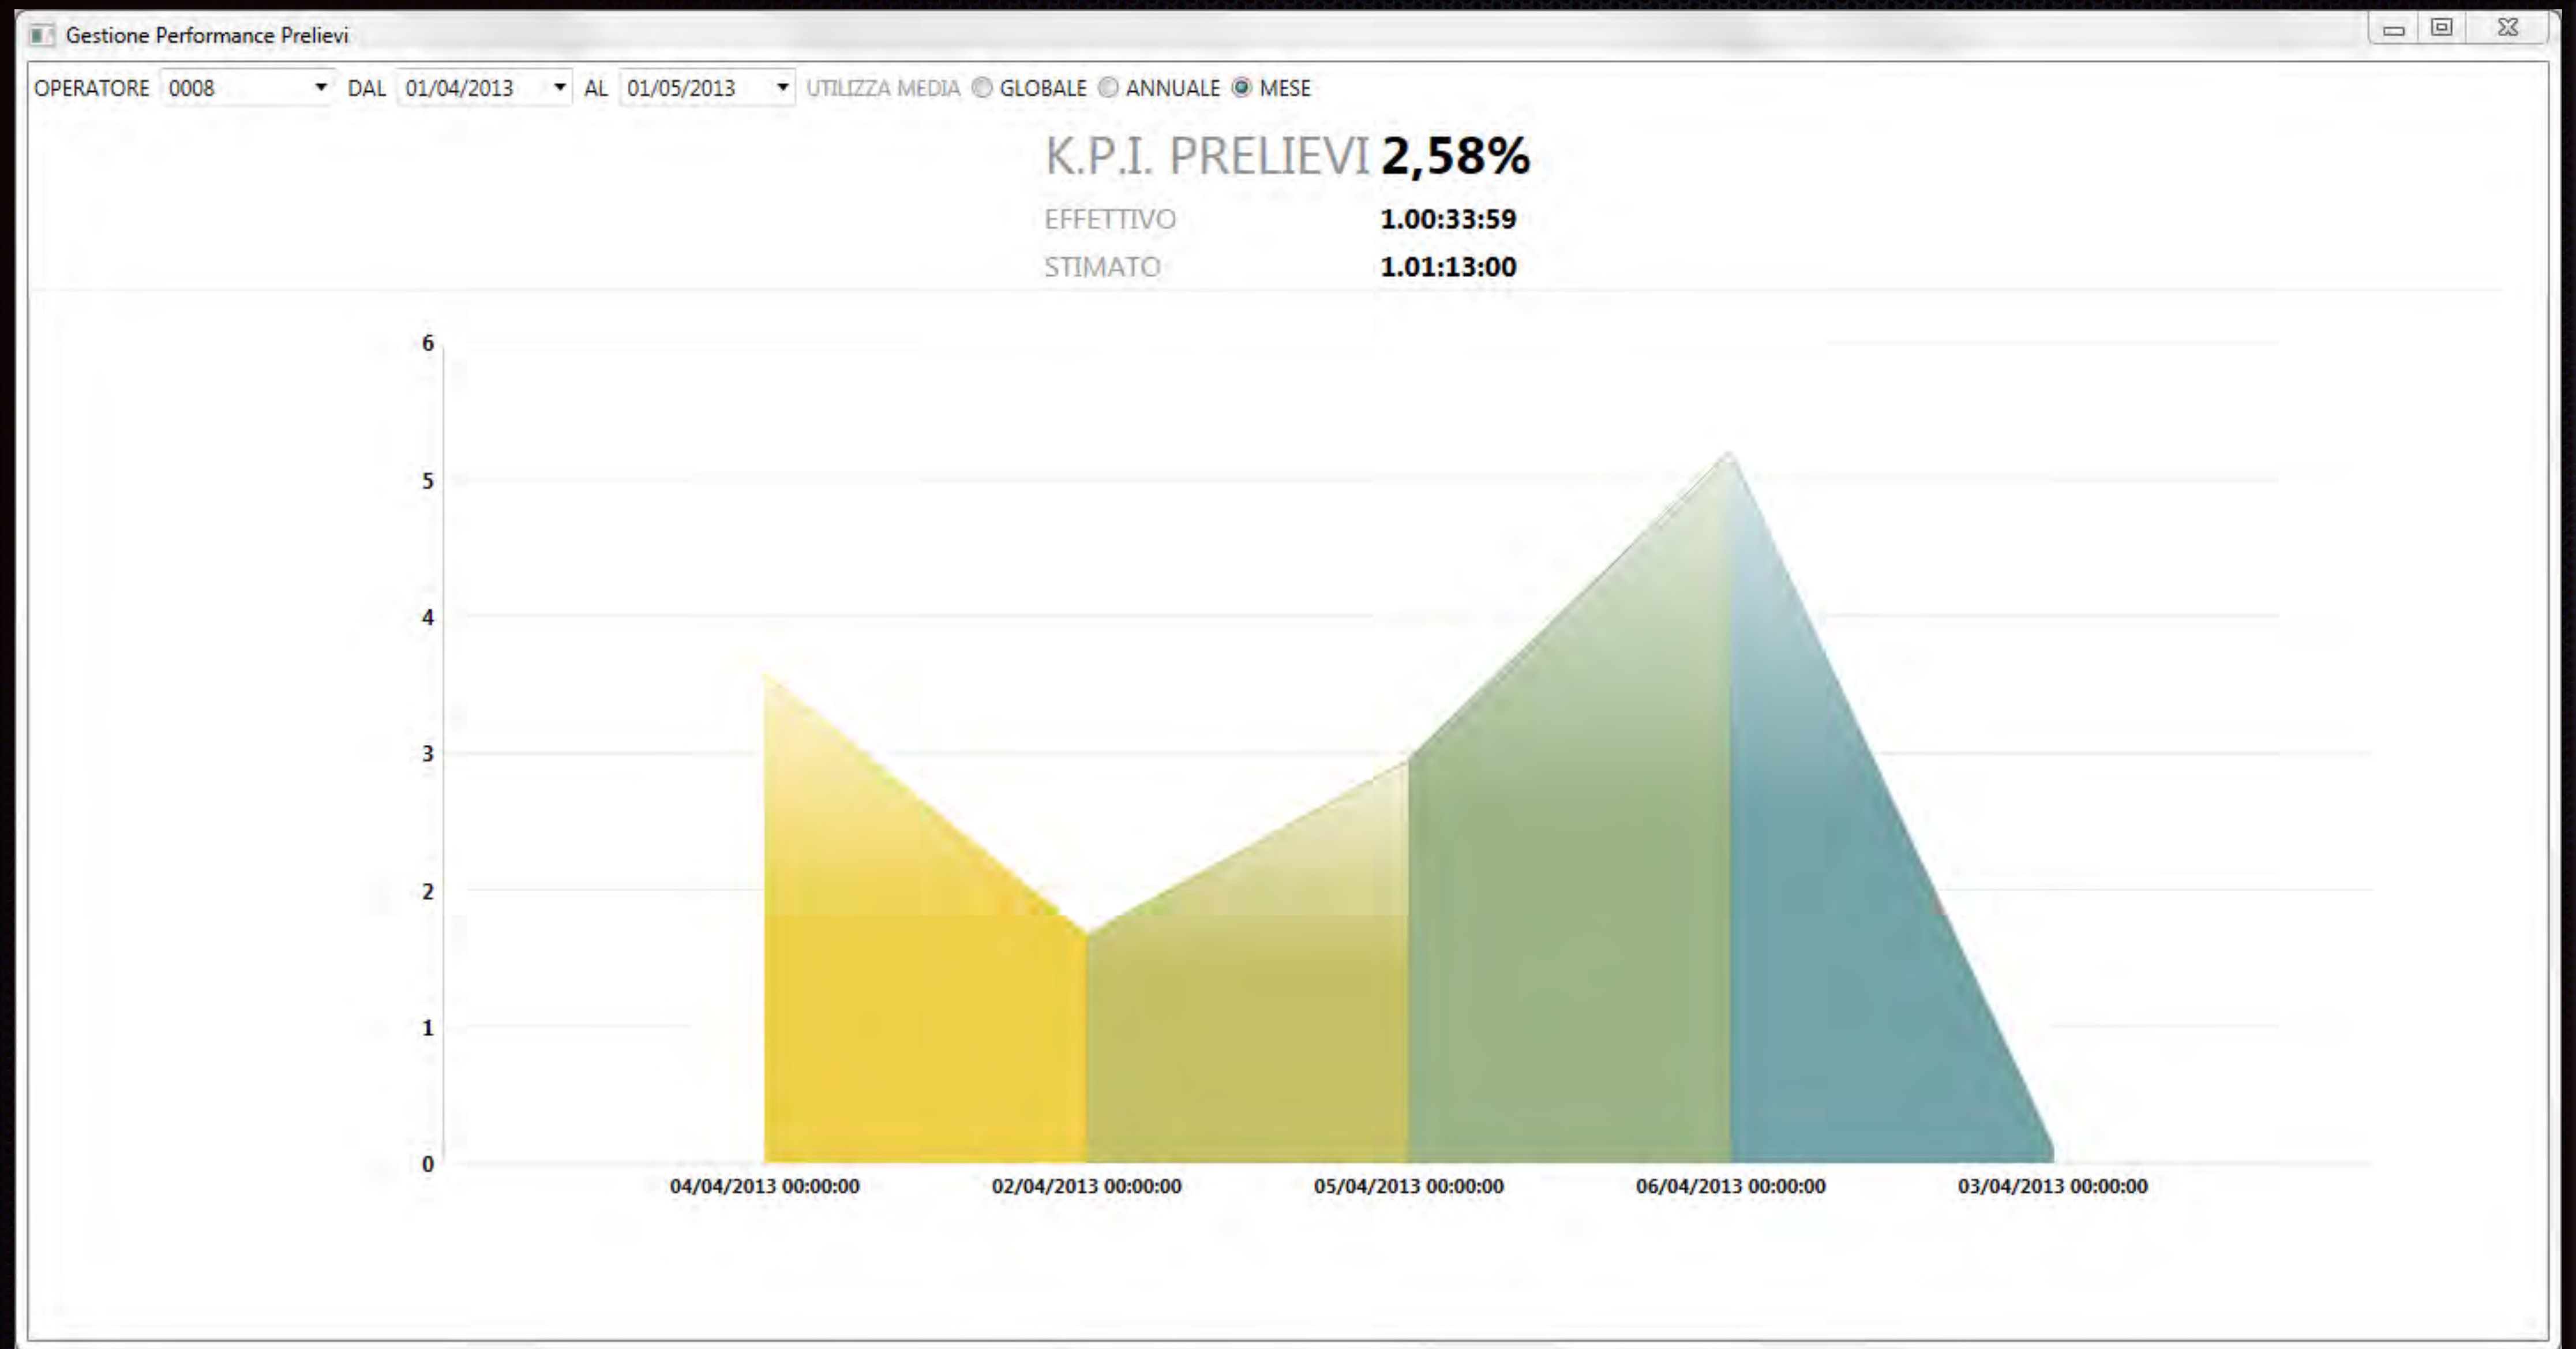 Gestione Performance Prelievi
OPERATORE 0008 DAL 01/04/2013 AL 01/05/2013 UTILIZZA MEDIA GLOBALE ANNUALE MESE
K.P.I. PRELIEVI 2,58%
EFFETTIVO 1.00:33:59
STIMATO 1.01:13:00
6
5
4
3
2
1
0
04/04/2013 00:00:00 02/04/2013 00:00:00 05/04/2013 00:00:00 06/04/2013 00:00:00 03/04/2013 00:00:00